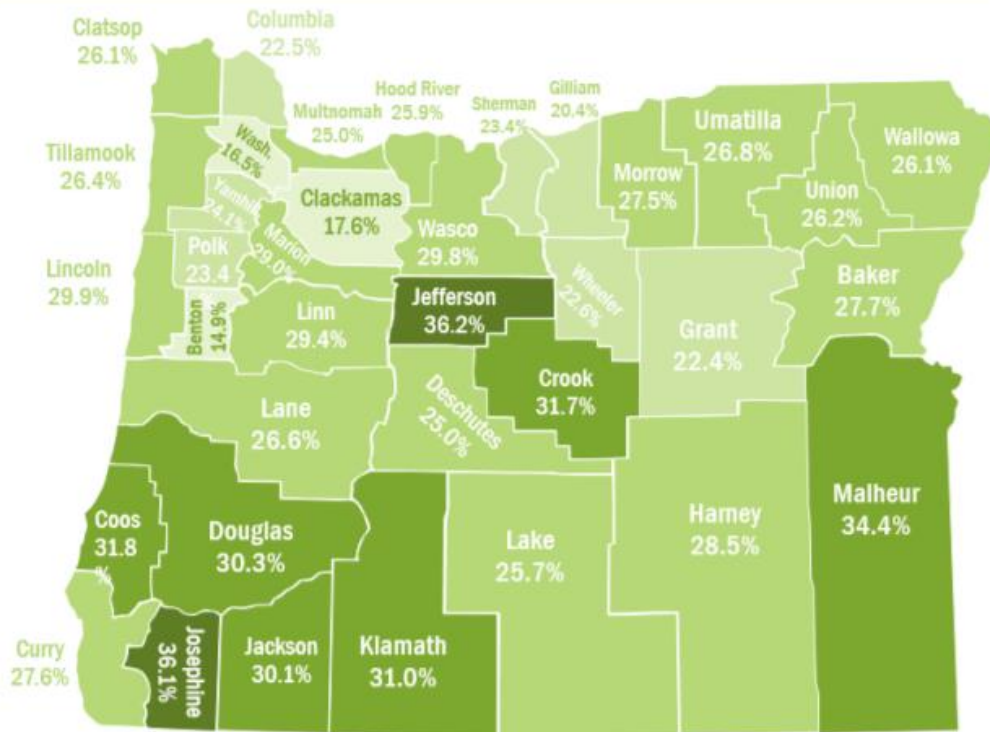 Clatsop
26.1%
Columbia
22.5%
Hood River
25.9%
Multnomah
25.0%
Sherman
23.4%
Gilliam
20.4%
Umatilla
26.8%
Wallowa
26.1%
Tillamook
26.4%
Wash.
16.5%
Yamhill
24.1%
Clackamas
17.6%
Morrow
27.5%
Union
26.2%
Lincoln
29.9%
Polk
23.4
Marion
29.0%
Wasco
29.8%
Wheeler
22.6%
Baker
27.7%
Benton
14.9%
Linn
29.4%
Jefferson
36.2%
Grant
22.4%
Lane
26.6%
Deschutes
25.0%
Crook
31.7%
Coos
31.8
%
Douglas
30.3%
Lake
25.7%
Harney
28.5%
Malheur
34.4%
Curry
27.6%
Josephine
36.1%
Jackson
30.1%
Klamath
31.0%